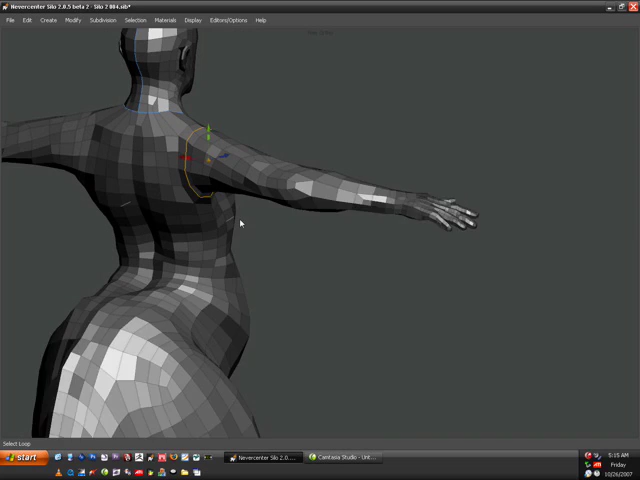 Nevercenter Silo 2.0.5 beta 2 - Silo 2 004.sib*
File Edit Create Modify Subdivision Selection Materials Display Editors/Options Help
Select Loop
start
Nevercenter Silo 2.0....
Camtasia Studio - Unt...
5:15 AM
Friday
10/26/2007